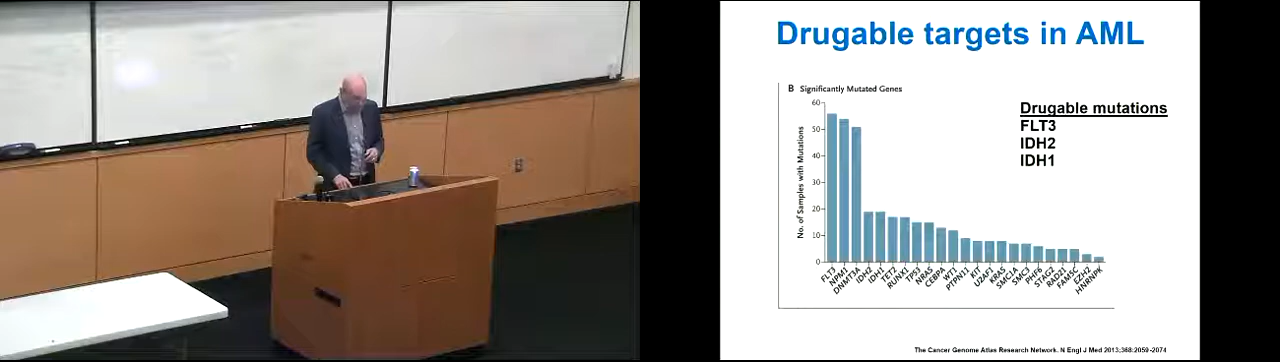 Drugable targets in AML
B Significantly Mutated Genes
Drugable mutations
FLT3
IDH2
IDH1
No. of Samples with Mutations
60
50
40
30
20
10
0
FLT3
NPM1
DNMT3A
IDH2
IDH1
TET2
RUNX1
TP53
NRAS
CEBPA
WT1
PTPN11
KIT
U2AF1
KRAS
SMC1A
SMC3
PHF6
STAG2
RAD21
FAM5C
EZH2
HNRNPK
The Cancer Genome Atlas Research Network. N Engl J Med 2013;368:2059-2074